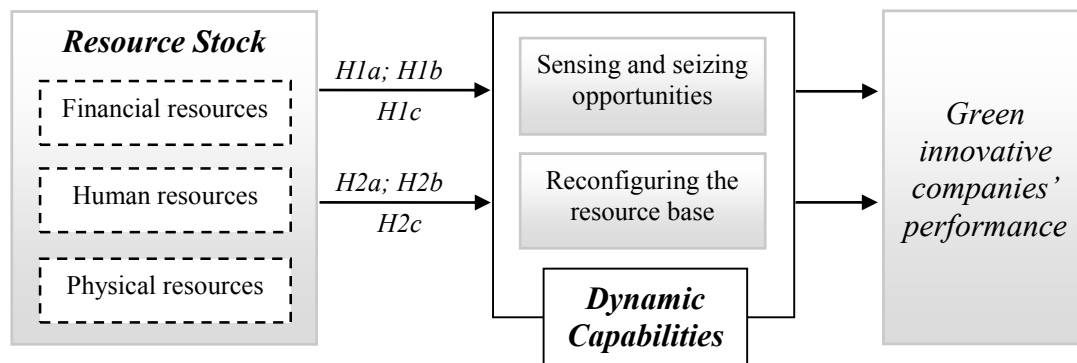 Resource Stock
Financial resources
Human resources
Physical resources
H1a; H1b
H1c
H2a; H2b
H2c
Sensing and seizing
opportunities
Reconfiguring the
resource base
Dynamic
Capabilities
Green
innovative
companies’
performance